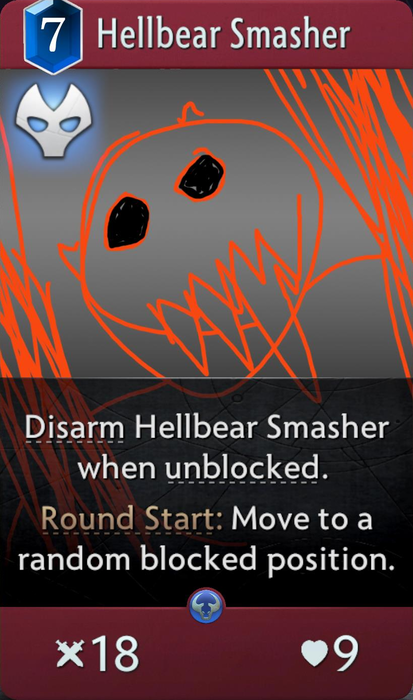 7 Hellbear Smasher
Disarm Hellbear Smasher
when unblocked.
Round Start: Move to a
random blocked position.
18 9